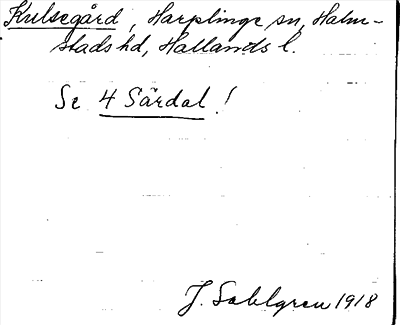 Kulsegård, Harplinge sn, Halm-
stads hd, Hallands l.
Se 4 Särdal!
J. Sahlgren 1918